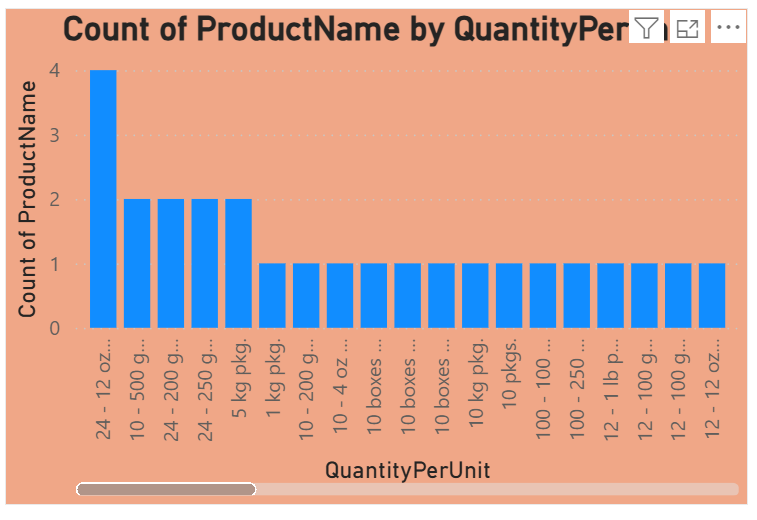 Count of ProductName by QuantityPer
Count of ProductName
4
3
2
1
0
24 - 12 oz...
10 - 500 g...
24 - 200 g...
24 - 250 g...
5 kg pkg.
1 kg pkg.
10 - 200 g...
10 - 4 oz ...
10 boxes ...
10 boxes ...
10 boxes ...
10 kg pkg.
10 pkgs.
100 - 100 ...
100 - 250 ...
12 - 1 lb p...
12 - 100 g...
12 - 100 g...
12 - 12 oz...
QuantityPerUnit